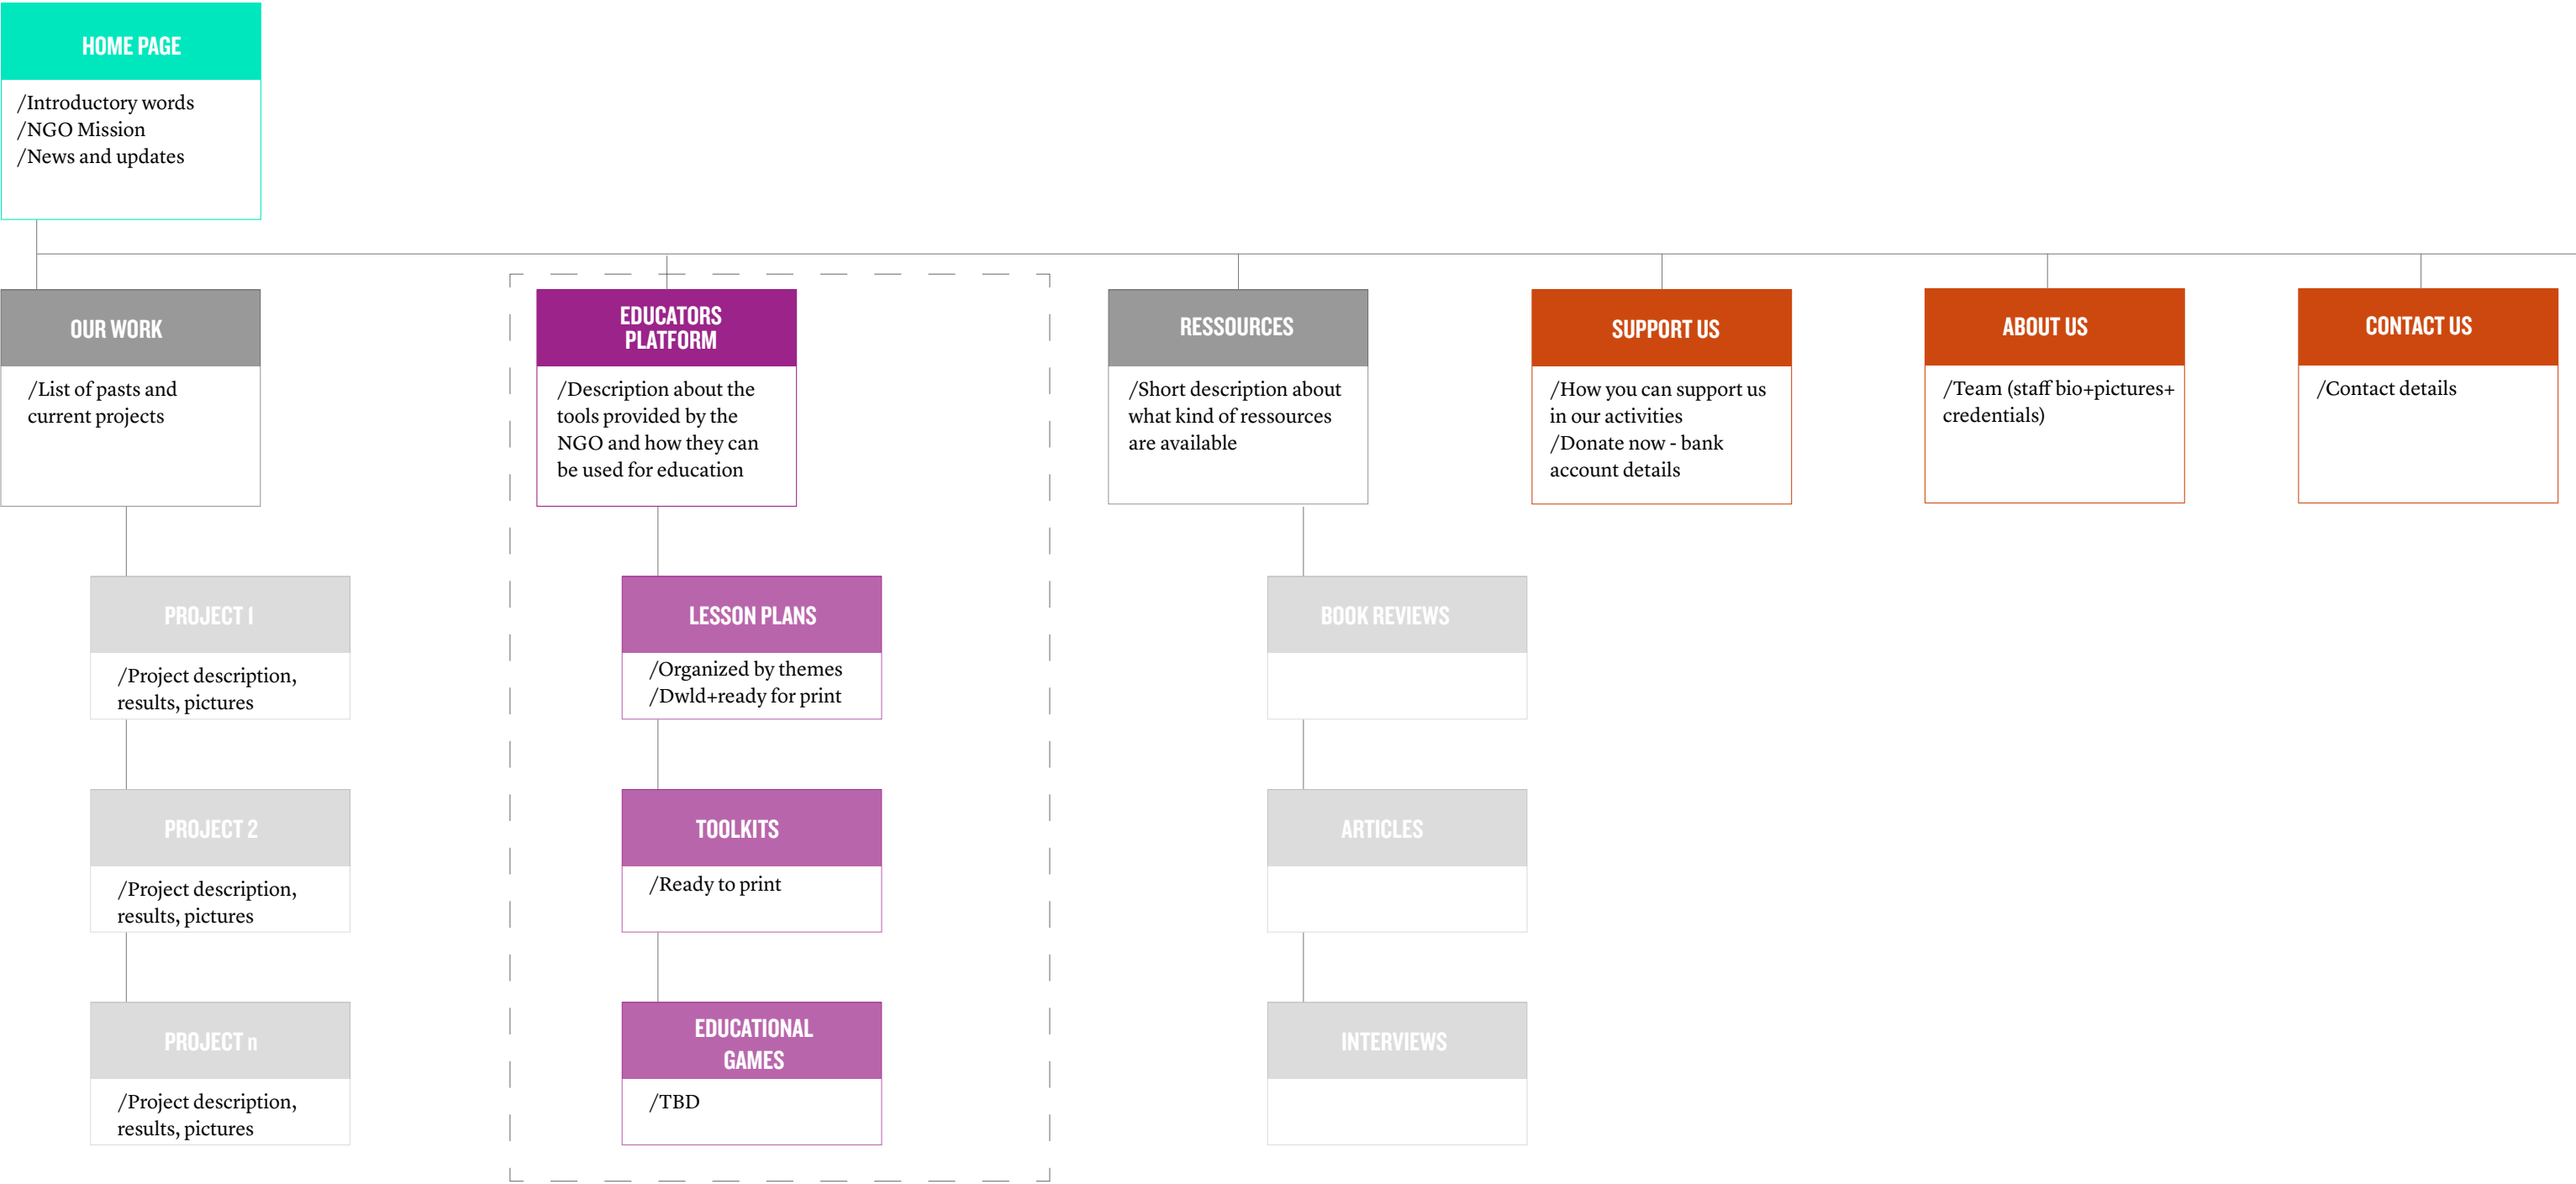 HOME PAGE
/Introductory words
/NGO Mission
/News and updates
OUR WORK
/List of pasts and
current projects
PROJECT 1
/Project description,
results, pictures
PROJECT 2
/Project description,
results, pictures
PROJECT n
/Project description,
results, pictures
EDUCATORS
PLATFORM
/Description about the
tools provided by the
NGO and how they can
be used for education
LESSON PLANS
/Organized by themes
/Dwld+ready for print
TOOLKITS
/Ready to print
EDUCATIONAL
GAMES
/TBD
RESSOURCES
/Short description about
what kind of ressources
are available
BOOK REVIEWS
ARTICLES
INTERVIEWS
SUPPORT US
/How you can support us
in our activities
/Donate now - bank
account details
ABOUT US
/Team (staff bio+pictures+
credentials)
CONTACT US
/Contact details